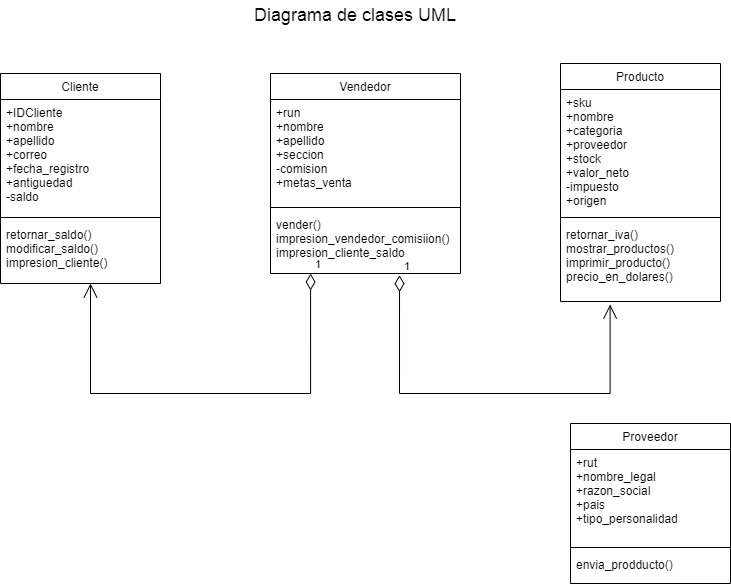 Diagrama de clases UML
Cliente
+IDCliente
+nombre
+apellido
+correo
+fecha_registro
+antiguedad
-saldo
retornar_saldo()
modificar_saldo()
impresion_cliente()
Vendedor
+run
+nombre
+apellido
+seccion
-comision
+metas_venta
vender()
impresion_vendedor_comisiion()
impresion_cliente_saldo
1
1
Producto
+sku
+nombre
+categoria
+proveedor
+stock
+valor_neto
-impuesto
+origen
retornar_iva()
mostrar_productos()
imprimir_producto()
precio_en_dolares()
Proveedor
+rut
+nombre_legal
+razon_social
+pais
+tipo_personalidad
envia_prodducto()